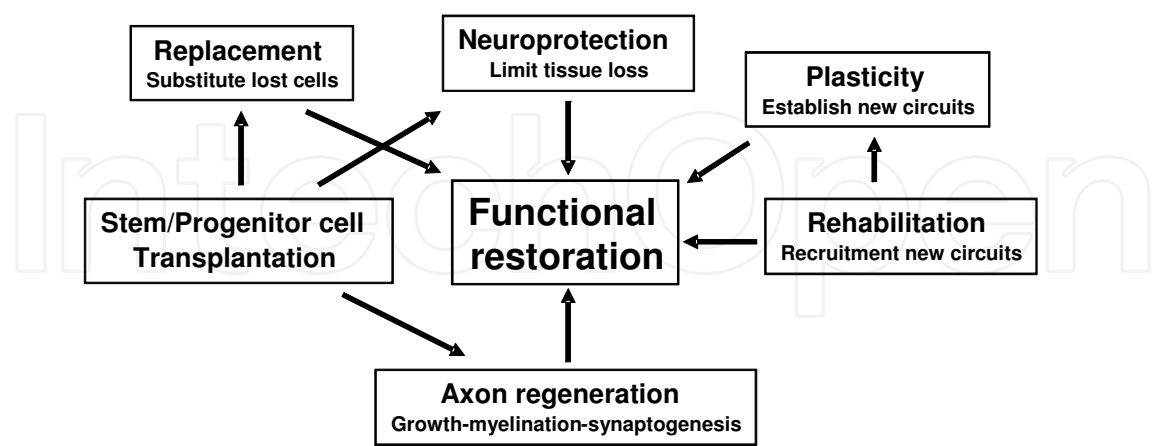 Replacement
Substitute lost cells
Neuroprotection
Limit tissue loss
Plasticity
Establish new circuits
Stem/Progenitor cell
Transplantation
Functional
restoration
Rehabilitation
Recruitment new circuits
Axon regeneration
Growth-myelination-synaptogenesis
IntechOpen